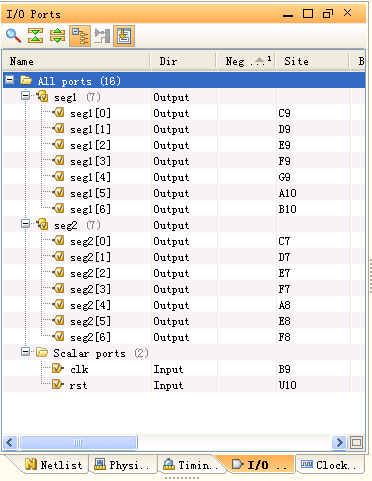 I/O Ports
Name Dir Neg .. 1 Site B
All ports (16)
seg1 (7) Output
seg1[0] Output C9
seg1[1] Output D9
seg1[2] Output E9
seg1[3] Output F9
seg1[4] Output G9
seg1[5] Output A10
seg1[6] Output B10
seg2 (7) Output
seg2[0] Output C7
seg2[1] Output D7
seg2[2] Output E7
seg2[3] Output F7
seg2[4] Output A8
seg2[5] Output E8
seg2[6] Output F8
Scalar ports (2)
clk Input B9
rst Input U10
Netlist Physi.. Timin.. I/O .. Clock..